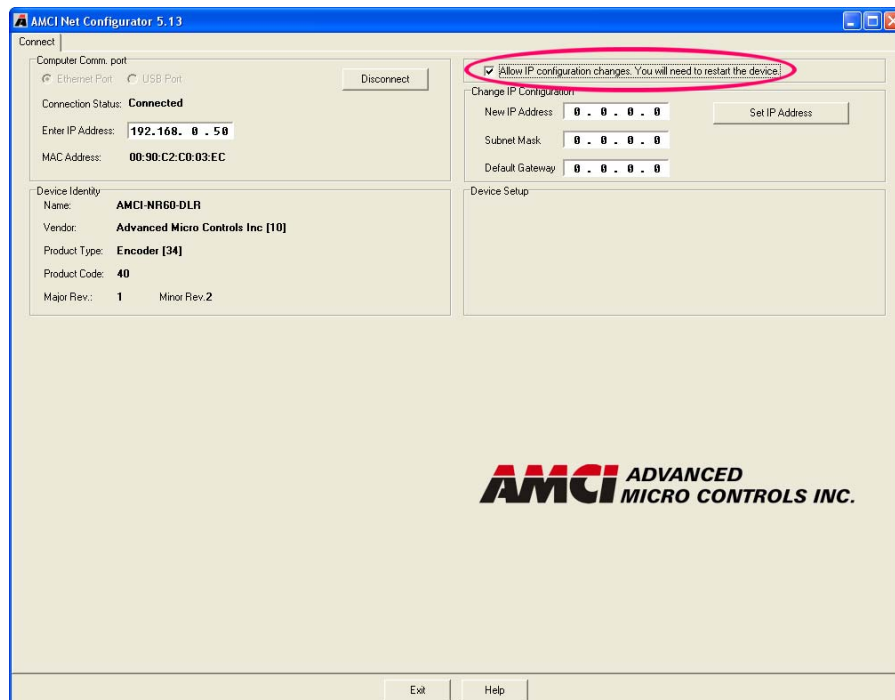 AMCI Net Configurator 5.13
Connect
Computer Comm. port
Ethernet Port USB Port
Disconnect
Connection Status: Connected
Enter IP Address: 192.168. 0 .50
MAC Address: 00:90:C2:C0:03:EC
Allow IP configuration changes. You will need to restart the device.
Change IP Configuration
New IP Address 0 . 0 . 0 . 0
Set IP Address
Subnet Mask 0 . 0 . 0 . 0
Default Gateway 0 . 0 . 0 . 0
Device Identity
Name: AMCI-NR60-DLR
Vendor: Advanced Micro Controls Inc [10]
Product Type: Encoder [34]
Product Code: 40
Major Rev.: 1 Minor Rev.2
Device Setup
AMCI ADVANCED
MICRO CONTROLS INC.
Exit Help